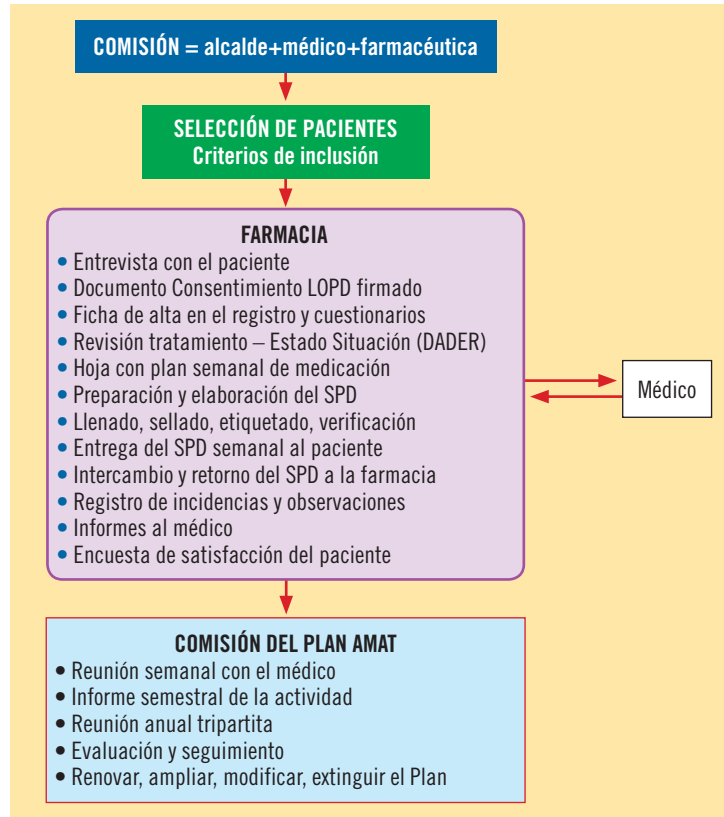 COMISIÓN = alcalde+médico+farmacéutica
SELECCIÓN DE PACIENTES
Criterios de inclusión
FARMACIA
• Entrevista con el paciente
• Documento Consentimiento LOPD firmado
• Ficha de alta en el registro y cuestionarios
• Revisión tratamiento – Estado Situación (DADER)
• Hoja con plan semanal de medicación
• Preparación y elaboración del SPD
• Llenado, sellado, etiquetado, verificación
• Entrega del SPD semanal al paciente
• Intercambio y retorno del SPD a la farmacia
• Registro de incidencias y observaciones
• Informes al médico
• Encuesta de satisfacción del paciente
Médico
COMISIÓN DEL PLAN AMAT
• Reunión semanal con el médico
• Informe semestral de la actividad
• Reunión anual tripartita
• Evaluación y seguimiento
• Renovar, ampliar, modificar, extinguir el Plan